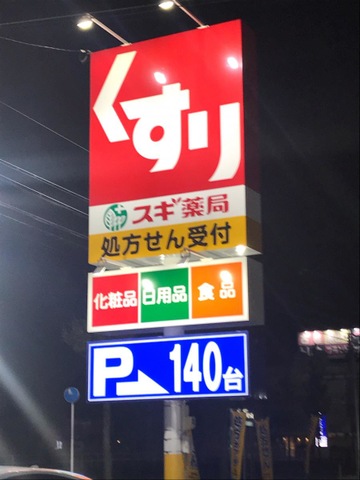 くすり
スギ薬局
処方せん受付
化粧品 日用品 食品
P 140台